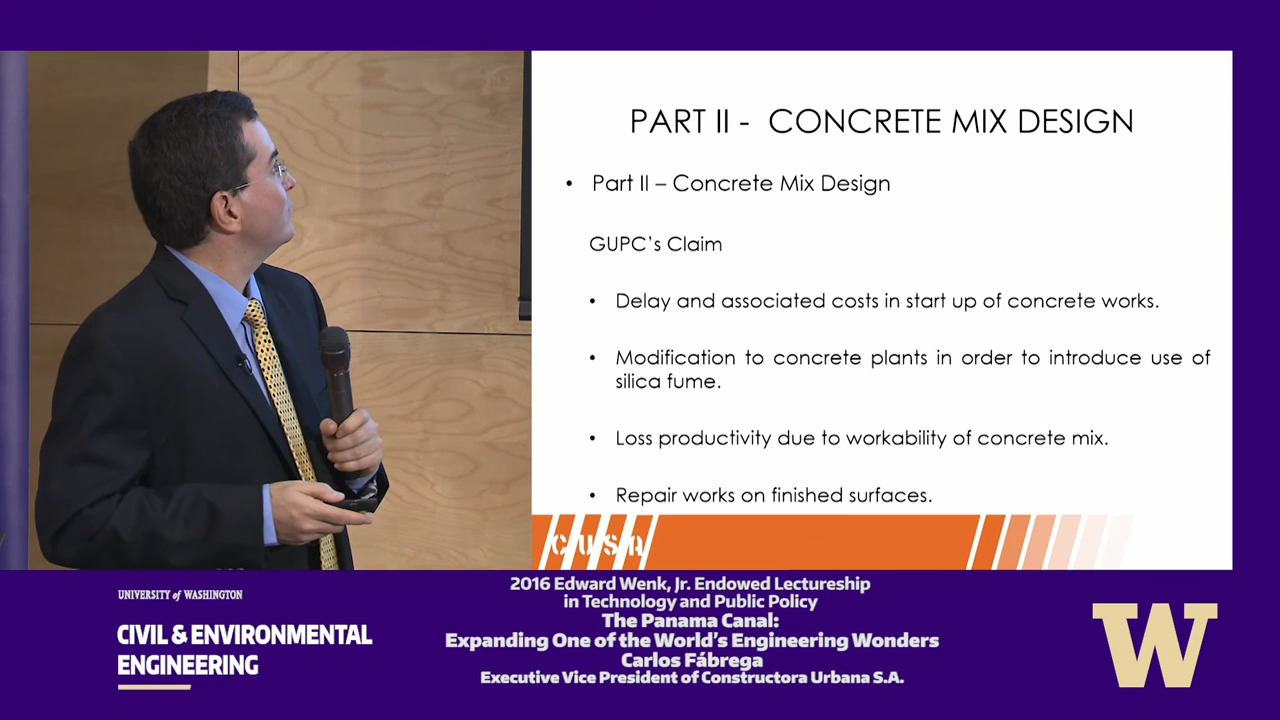 PART II - CONCRETE MIX DESIGN
• Part II – Concrete Mix Design
GUPC's Claim
• Delay and associated costs in start up of concrete works.
• Modification to concrete plants in order to introduce use of
silica fume.
• Loss productivity due to workability of concrete mix.
• Repair works on finished surfaces.
CUSA
UNIVERSITY of WASHINGTON
CIVIL & ENVIRONMENTAL
ENGINEERING
2016 Edward Wenk, Jr. Endowed Lectureship
in Technology and Public Policy
The Panama Canal:
Expanding One of the World's Engineering Wonders
Carlos Fábrega
Executive Vice President of Constructora Urbana S.A.
W